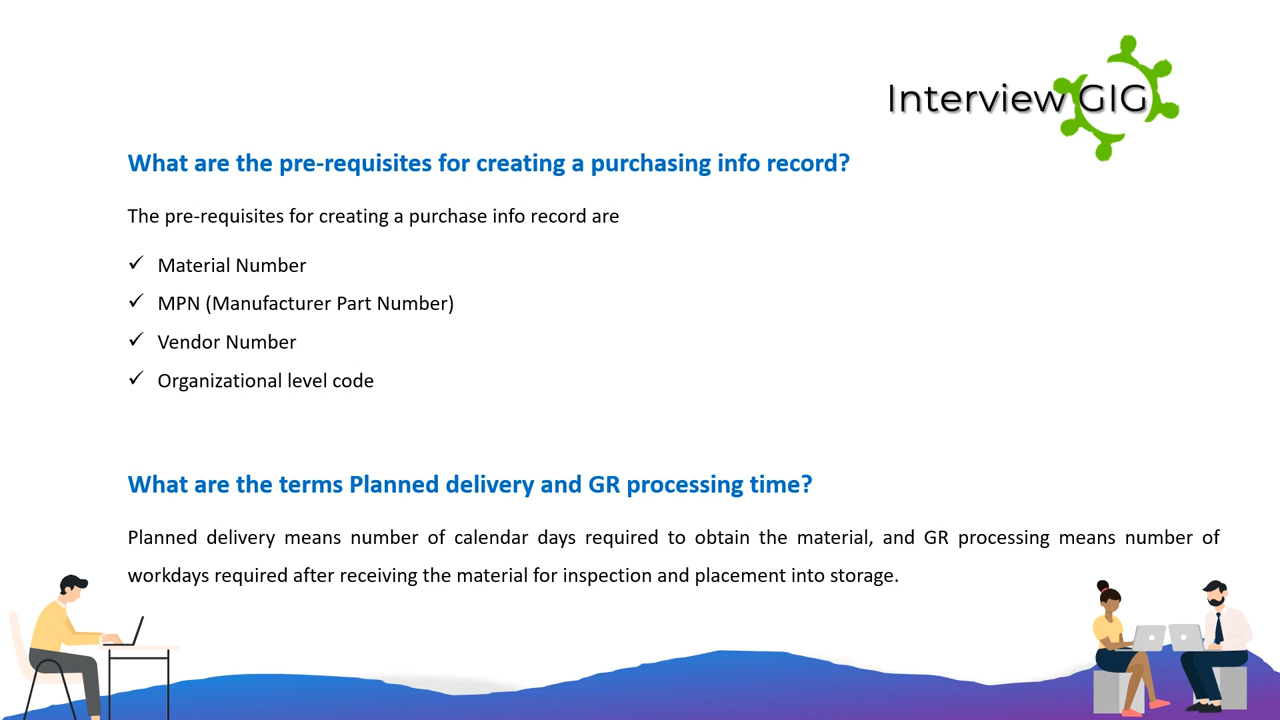 Interview GIG
What are the pre-requisites for creating a purchasing info record?
The pre-requisites for creating a purchase info record are
✓ Material Number
✓ MPN (Manufacturer Part Number)
✓ Vendor Number
✓ Organizational level code
What are the terms Planned delivery and GR processing time?
Planned delivery means number of calendar days required to obtain the material, and GR processing means number of
workdays required after receiving the material for inspection and placement into storage.